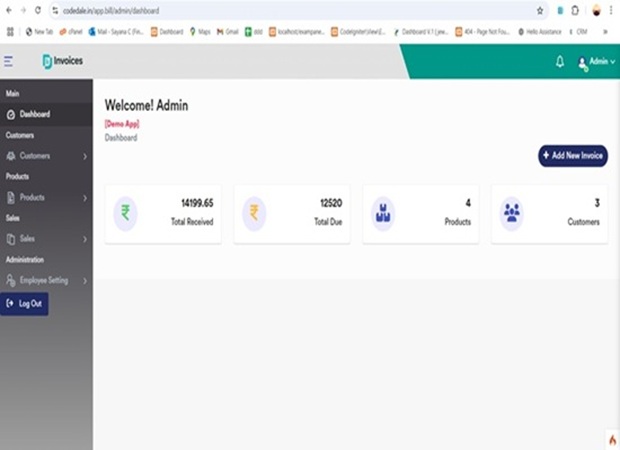 codedale.in/app.bill/admin/dashboard
New Tab cPanel Mail - Sayana C (Fin... Dashboard Maps Gmail localhost/exampane... CodeIgniter\View\E... Dashboard 4.1 (.jew... 404 - Page Not Fou... Hello Assistance CRM
Invoices
Admin
Main
Dashboard
Customers
Customers
Products
Products
Sales
Sales
Administration
Employee Setting
Log Out
Welcome! Admin
[Demo App]
Dashboard
+ Add New Invoice
₹ 14199.65
Total Received
₹ 12520
Total Due
4
Products
3
Customers